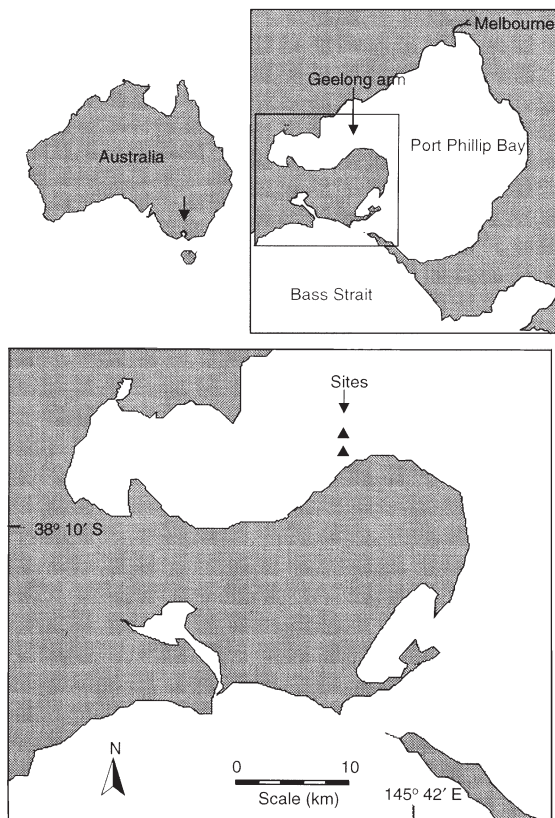 Melbourne
Geelong arm
Port Phillip Bay
Australia
Bass Strait
Sites
38° 10′ S
N
0 10
Scale (km)
145° 42′ E